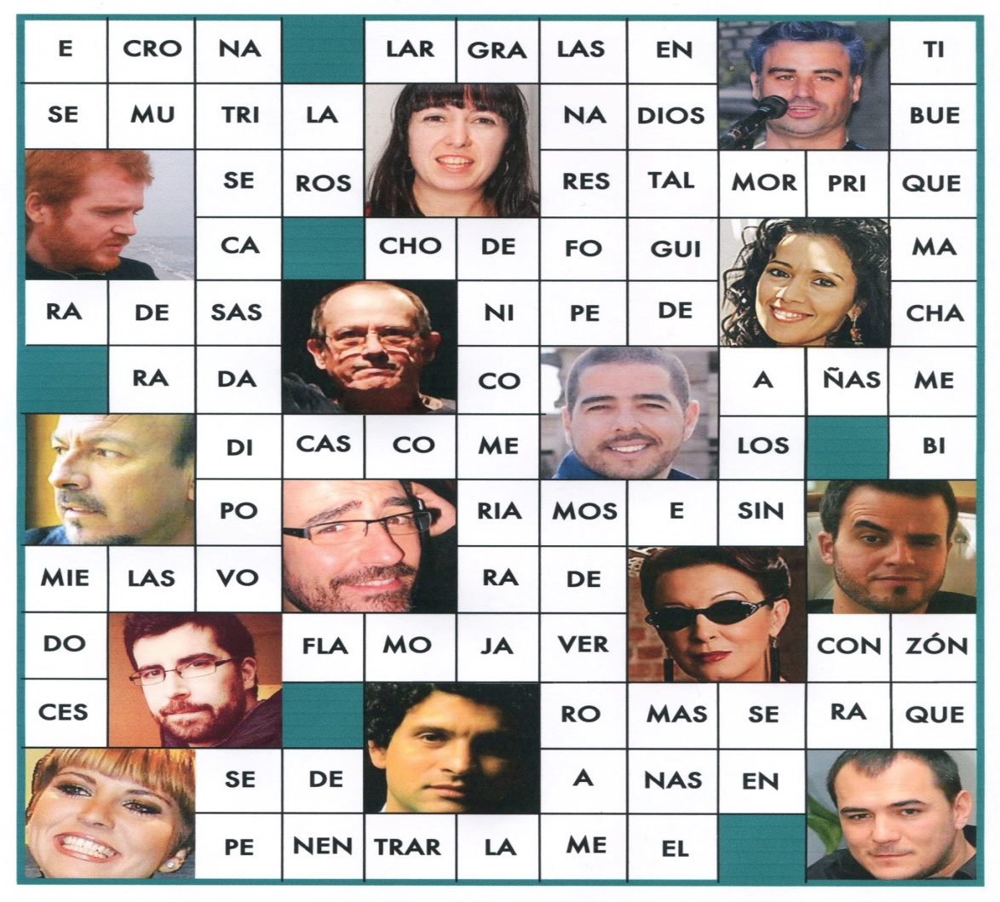 E CRO NA LAR GRA LAS EN TI
SE MU TRI LA NA DIOS BUE
SE ROS RES TAL MOR PRI QUE
CA CHO DE FO GUI MA
RA DE SAS NI PE DE CHA
RA DA CO A ÑAS ME
DI CAS CO ME LOS BI
PO RIA MOS E SIN
MIE LAS VO RA DE
DO FLA MO JA VER CON ZÓN
CES RO MAS SE RA QUE
SE DE A NAS EN
PE NEN TRAR LA ME EL